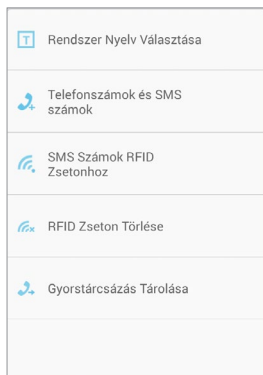 T
Rendszer Nyelv Választása
Telefonszámok és SMS
számok
SMS Számok RFID
Zsetonhoz
RFID Zseton Törlése
Gyorstárcsázás Tárolása